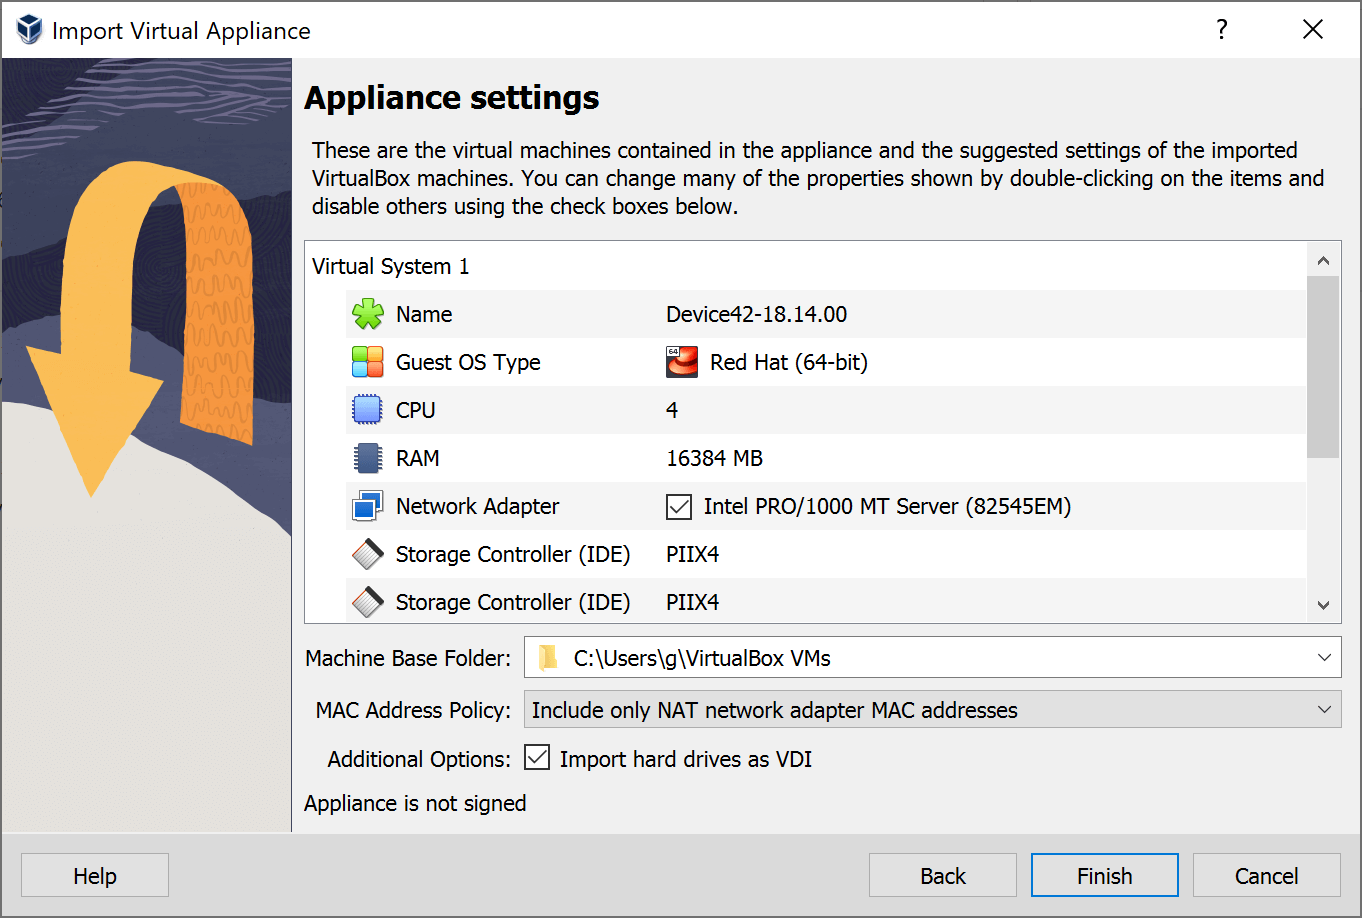 Import Virtual Appliance
?
Appliance settings
These are the virtual machines contained in the appliance and the suggested settings of the imported
VirtualBox machines. You can change many of the properties shown by double-clicking on the items and
disable others using the check boxes below.
Virtual System 1
Name Device42-18.14.00
Guest OS Type 64 Red Hat (64-bit)
CPU 4
RAM 16384 MB
Network Adapter Intel PRO/1000 MT Server (82545EM)
Storage Controller (IDE) PIIX4
Storage Controller (IDE) PIIX4
Machine Base Folder: C:\Users\g\VirtualBox VMs
MAC Address Policy: Include only NAT network adapter MAC addresses
Additional Options: Import hard drives as VDI
Appliance is not signed
Help Back Finish Cancel